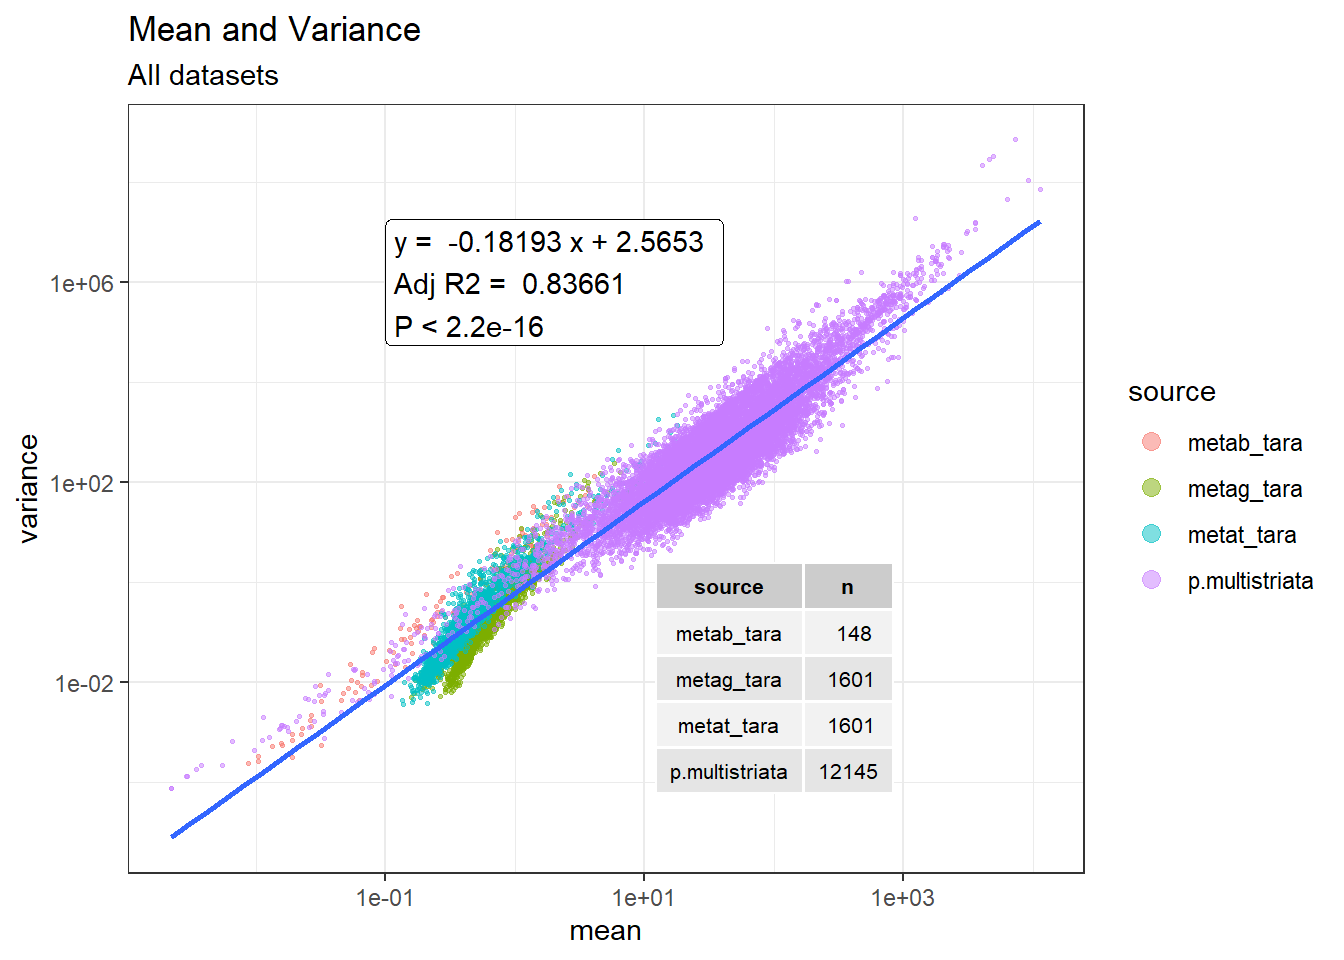 Mean and Variance
All datasets
y =  -0.18193 x + 2.5653
Adj R2 =  0.83661
P < 2.2e-16
1e+06
1e+02
1e-02
variance
source n
metab_tara 148
metag_tara 1601
metat_tara 1601
p.multistriata 12145
1e-01 1e+01 1e+03
mean
source
metab_tara
metag_tara
metat_tara
p.multistriata